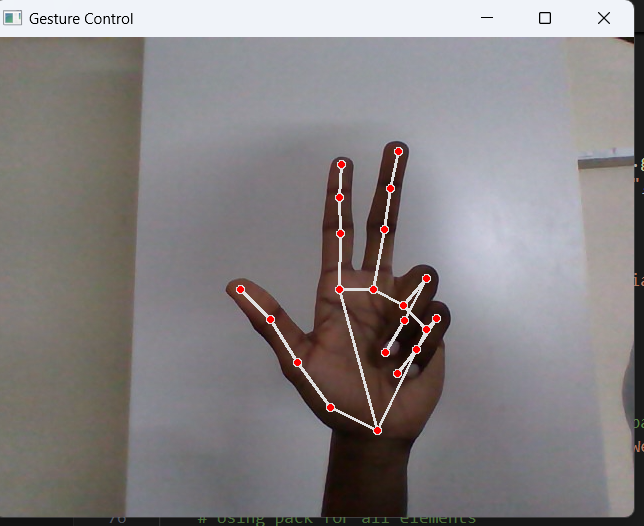 Gesture Control
# Using pack for all elements